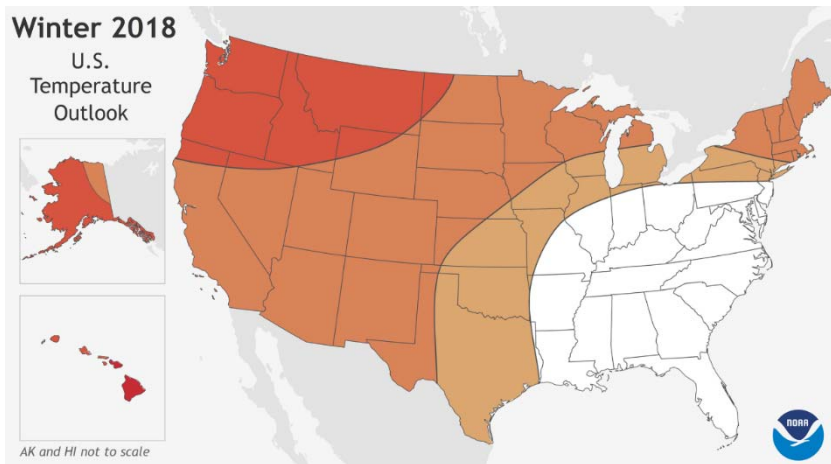 Winter 2018
U.S.
Temperature
Outlook
AK and HI not to scale
NOAA